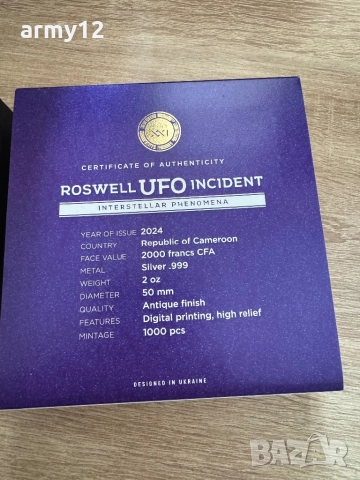 army12
XXI
CERTIFICATE OF AUTHENTICITY
ROSWELL UFO INCIDENT
INTERSTELLAR PHENOMENA
YEAR OF ISSUE 2024
COUNTRY Republic of Cameroon
FACE VALUE 2000 francs CFA
METAL Silver .999
WEIGHT 2 oz
DIAMETER 50 mm
QUALITY Antique finish
FEATURES Digital printing, high relief
MINTAGE 1000 pcs
DESIGNED IN UKRAINE
BAZAR